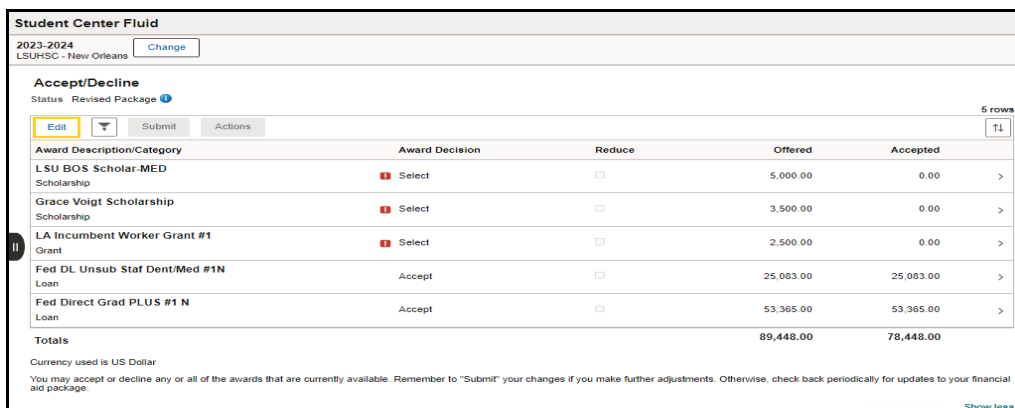 Student Center Fluid
2023-2024
LSUHSC - New Orleans
Change
Accept/Decline
Status Revised Package
5 rows
Edit Submit Actions
Award Description/Category Award Decision Reduce Offered Accepted
LSU BOS Scholar-MED
Scholarship
Select 5,000.00 0.00
Grace Voigt Scholarship
Scholarship
Select 3,500.00 0.00
LA Incumbent Worker Grant #1
Grant
Select 2,500.00 0.00
Fed DL Unsub Staf Dent/Med #1N
Loan
Accept 25,083.00 25,083.00
Fed Direct Grad PLUS #1 N
Loan
Accept 53,365.00 53,365.00
Totals 89,448.00 78,448.00
Currency used is US Dollar
You may accept or decline any or all of the awards that are currently available. Remember to "Submit" your changes if you make further adjustments. Otherwise, check back periodically for updates to your financial
aid package.
Show less